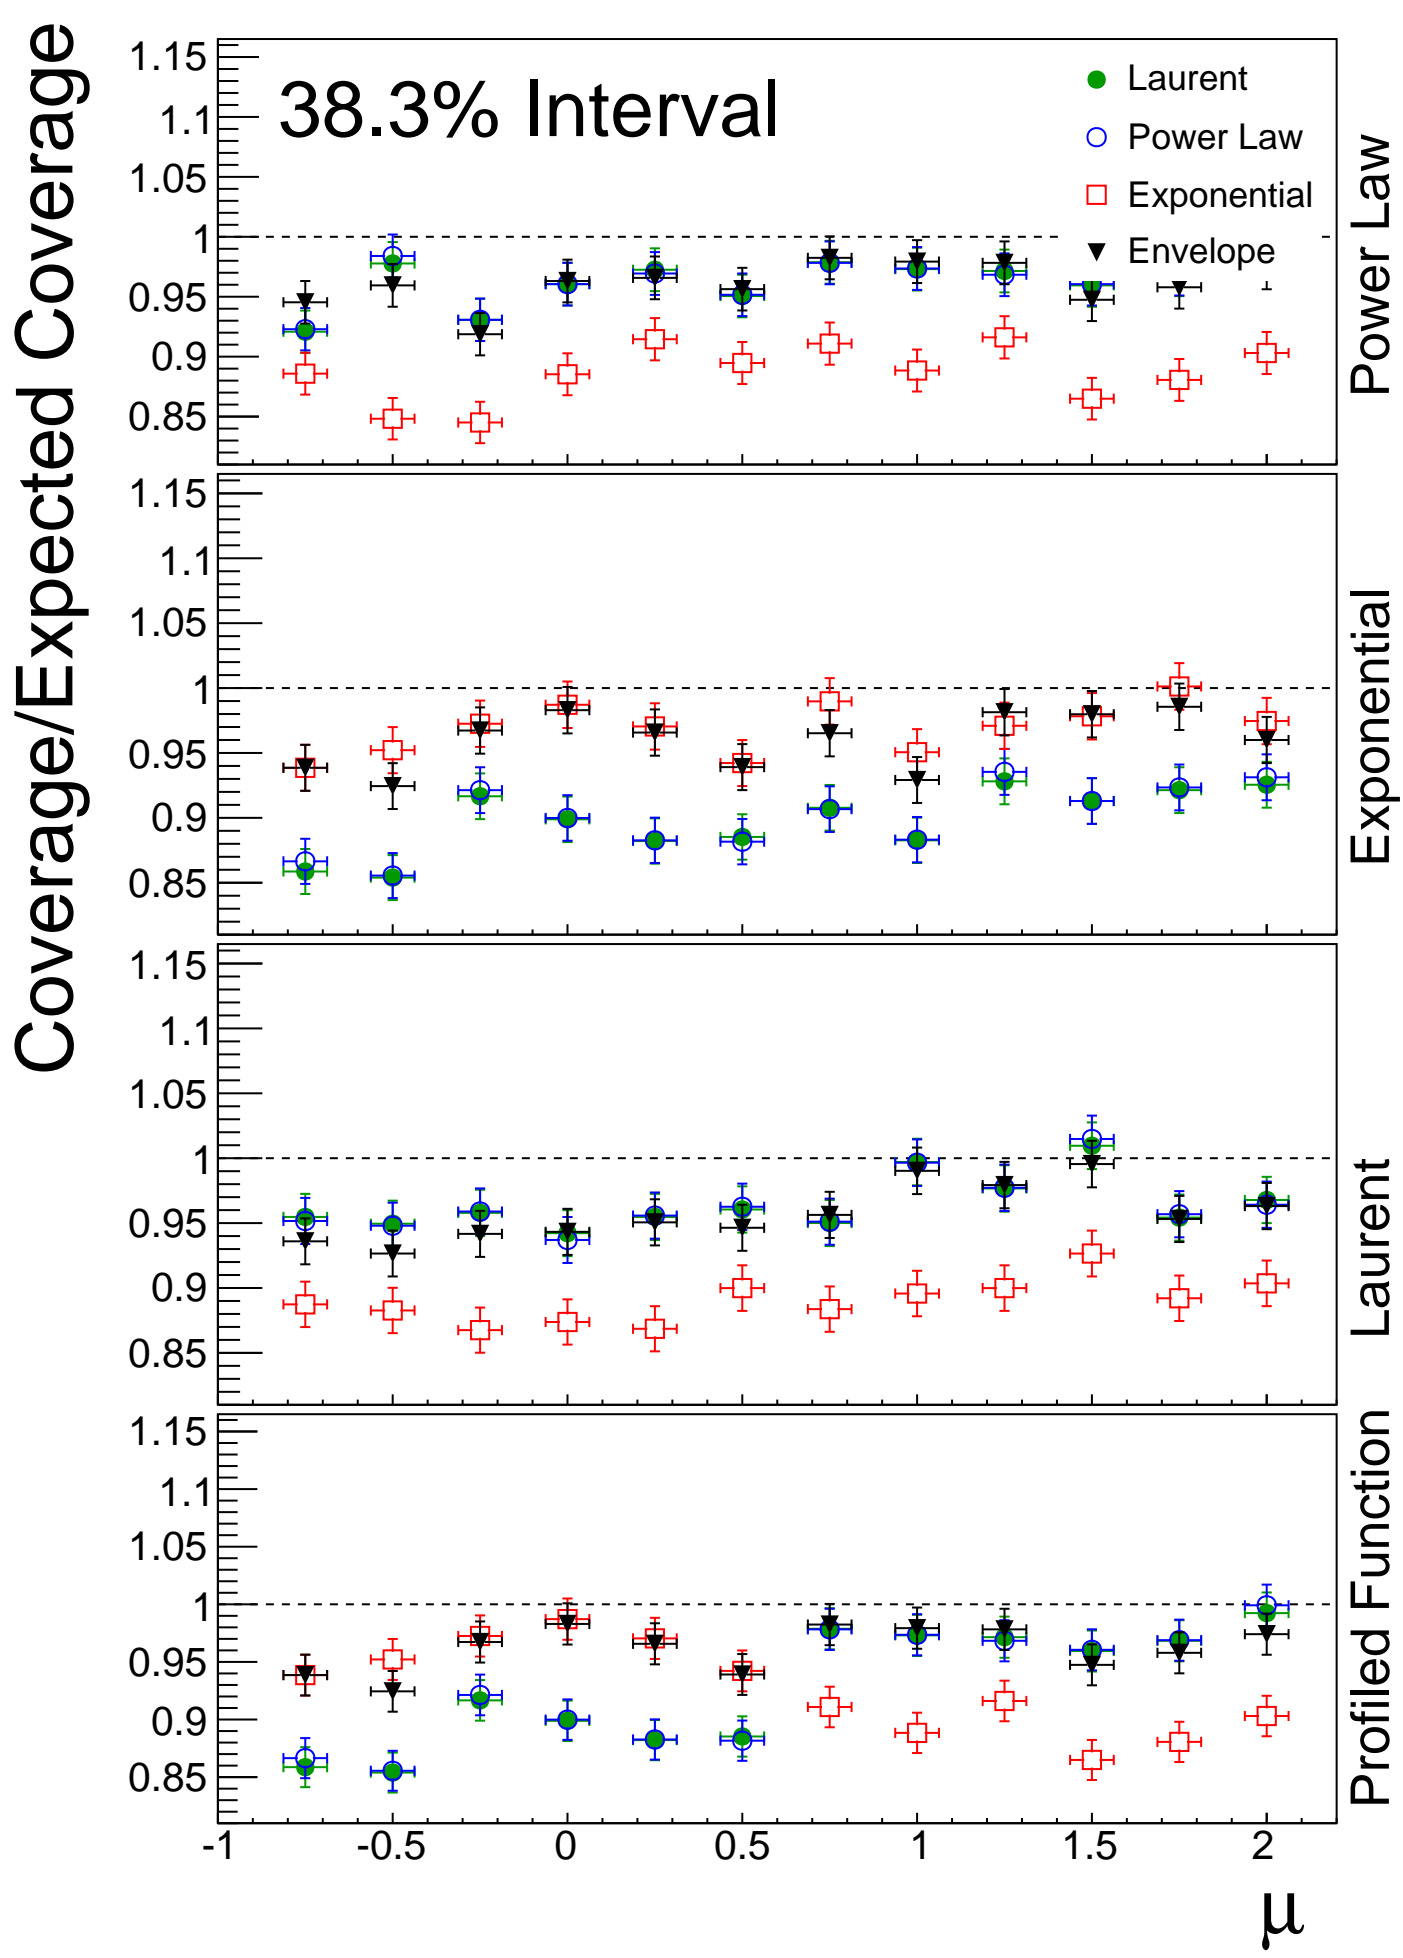 Coverage/Expected Coverage
38.3% Interval
Laurent
Power Law
Exponential
Envelope
1.15
1.1
1.05
1
0.95
0.9
0.85
Power Law
1.15
1.1
1.05
1
0.95
0.9
0.85
Exponential
1.15
1.1
1.05
1
0.95
0.9
0.85
Laurent
1.15
1.1
1.05
1
0.95
0.9
0.85
Profiled Function
-1 -0.5 0 0.5 1 1.5 2
μ